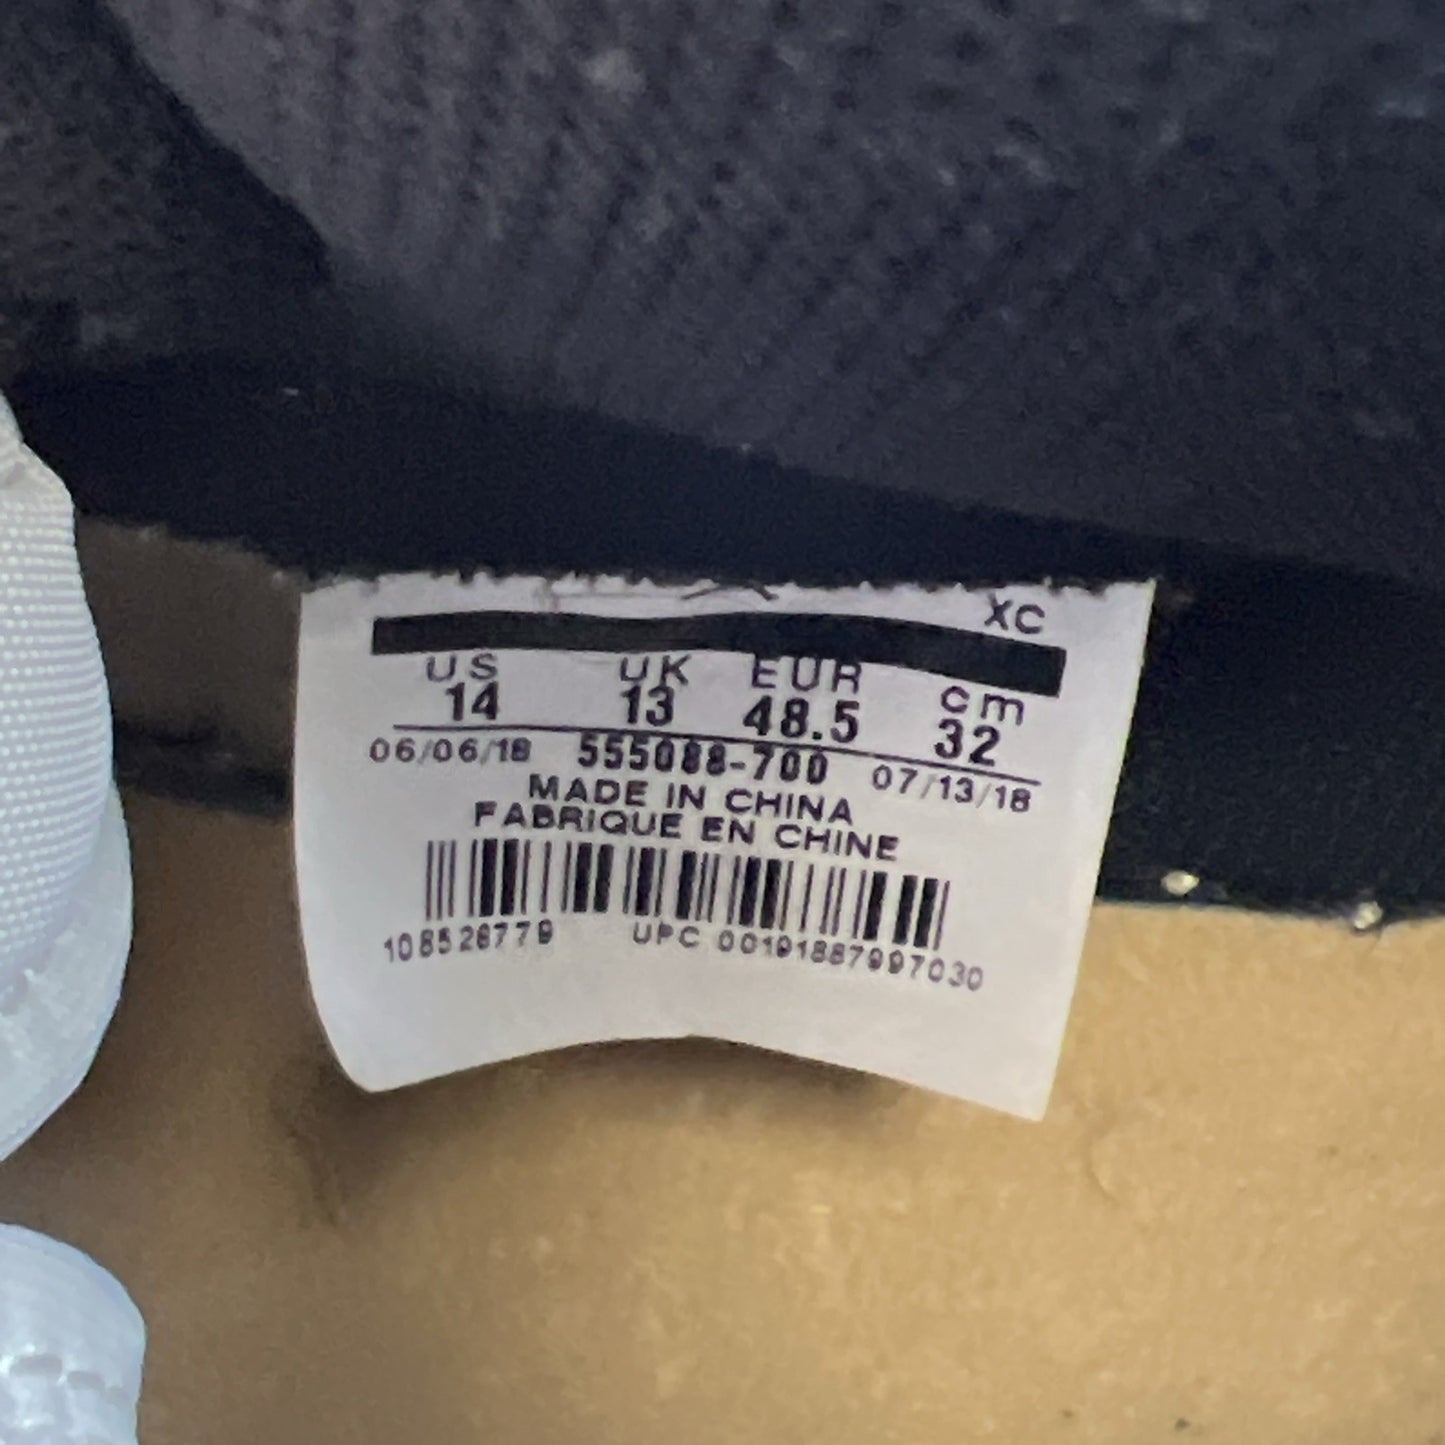 XC
US UK EUR cm
14 13 48.5 32
06/06/18 555088-700 07/13/18
MADE IN CHINA
FABRIQUE EN CHINE
108526779 UPC 00191887997030